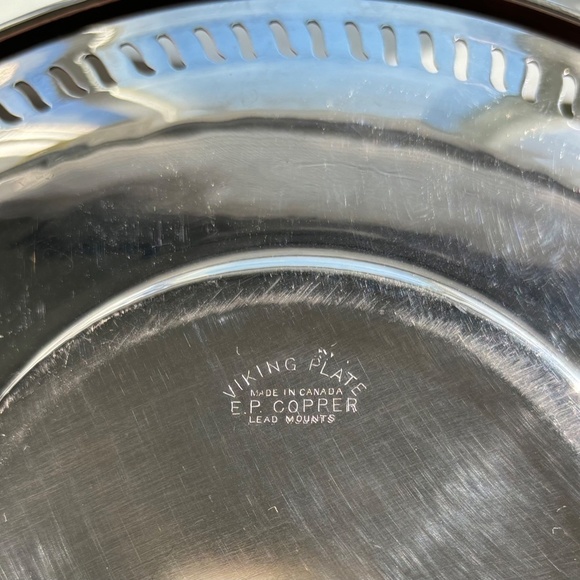 VIKING PLATE
MADE IN CANADA
E.P. COPPER
LEAD MOUNTS